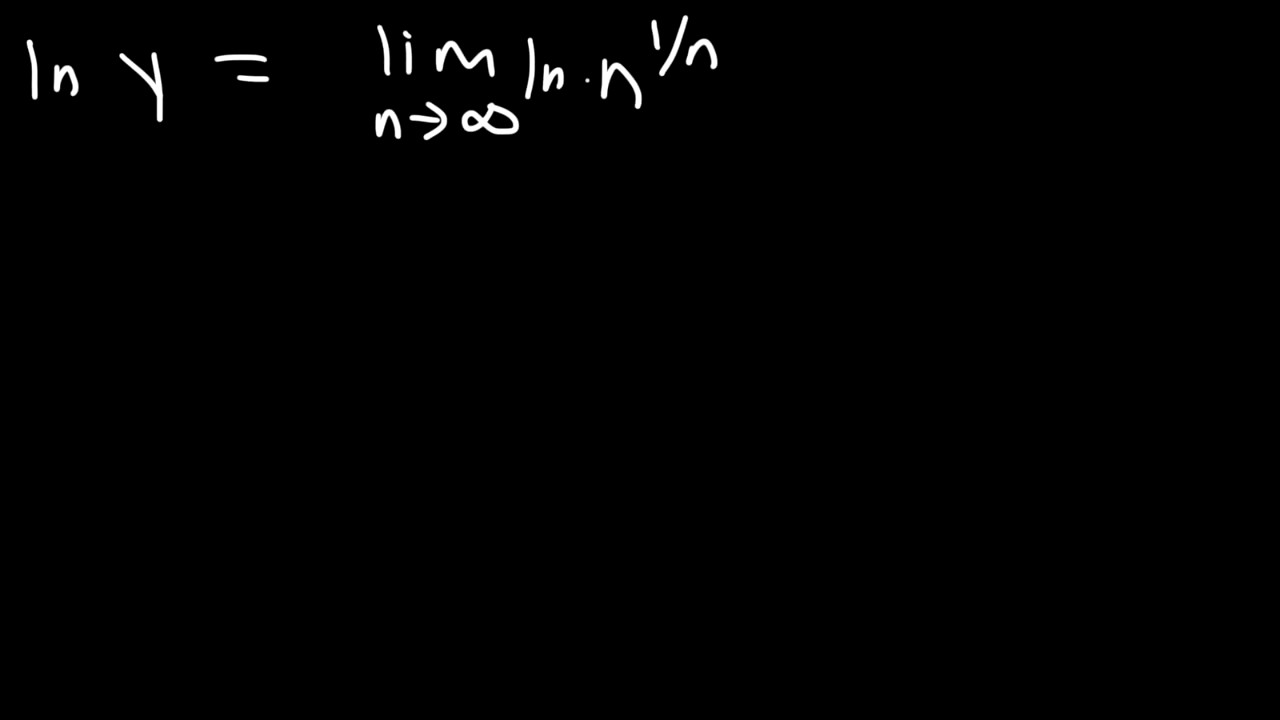 ln y = lim ln · n^{1/n}
n→∞